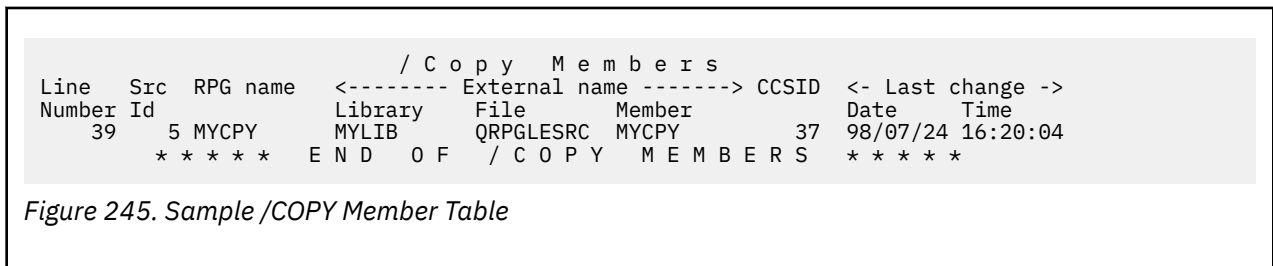 / C o p y   M e m b e r s
Line   Src  RPG name   <-------- External name -------> CCSID  <- Last change ->
Number Id              Library    File       Member            Date     Time
39     5 MYCPY      MYLIB      QRPGLESRC  MYCPY         37  98/07/24 16:20:04
* * * * *   E N D   O F   / C O P Y   M E M B E R S   * * * * *
Figure 245. Sample /COPY Member Table